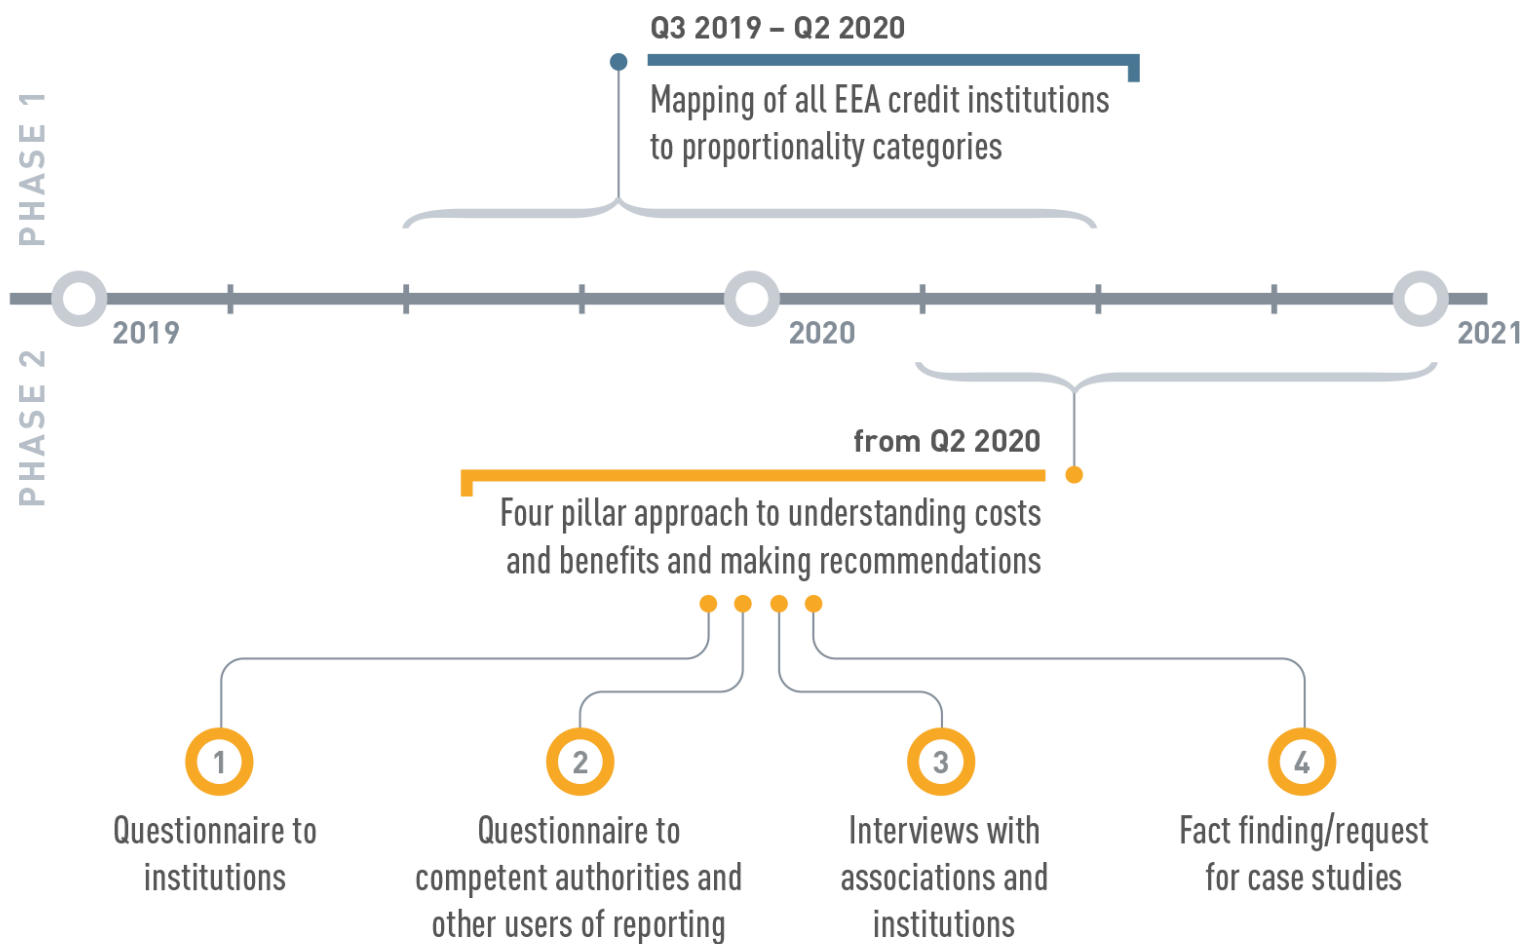 PHASE 1
Q3 2019 – Q2 2020
Mapping of all EEA credit institutions
to proportionality categories
2019
2020
2021
PHASE 2
from Q2 2020
Four pillar approach to understanding costs
and benefits and making recommendations
1
Questionnaire to
institutions
2
Questionnaire to
competent authorities and
other users of reporting
3
Interviews with
associations and
institutions
4
Fact finding/request
for case studies